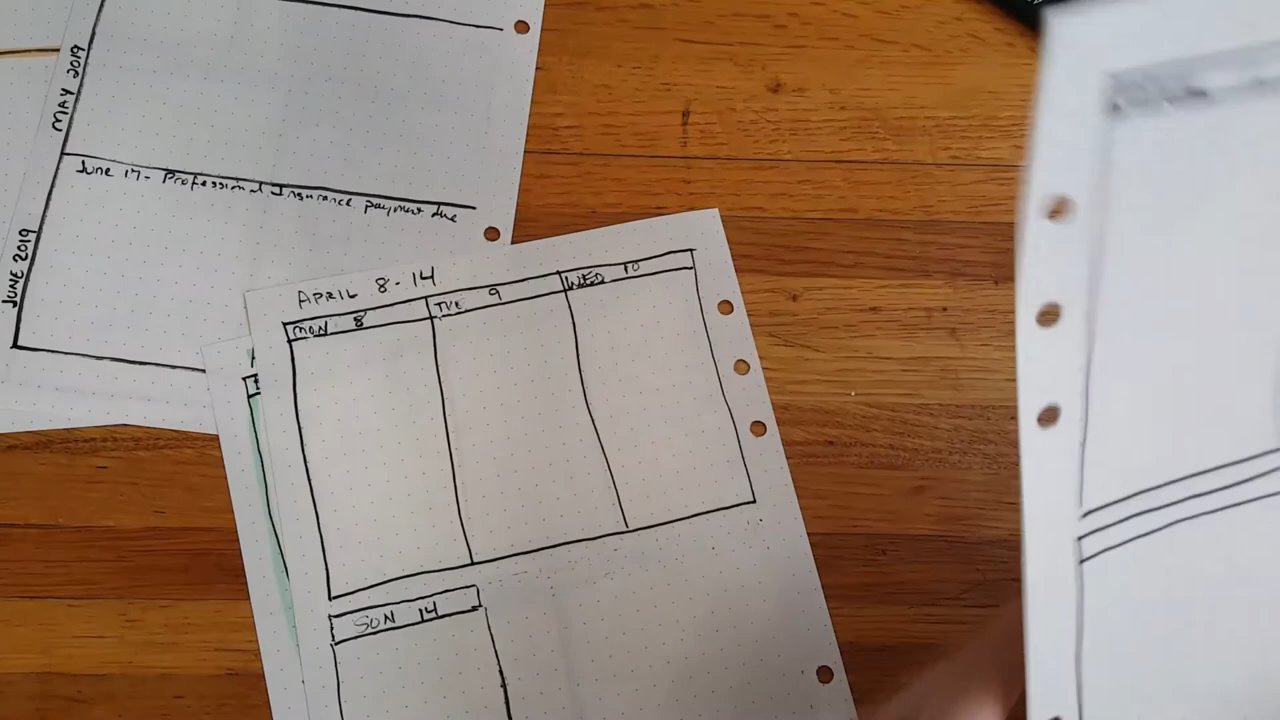 MAY 2019
June 17 - Professional Insurance payment due
JUNE 2019
APRIL 8 - 14
MON 8
TUE 9
WED 10
SUN 14